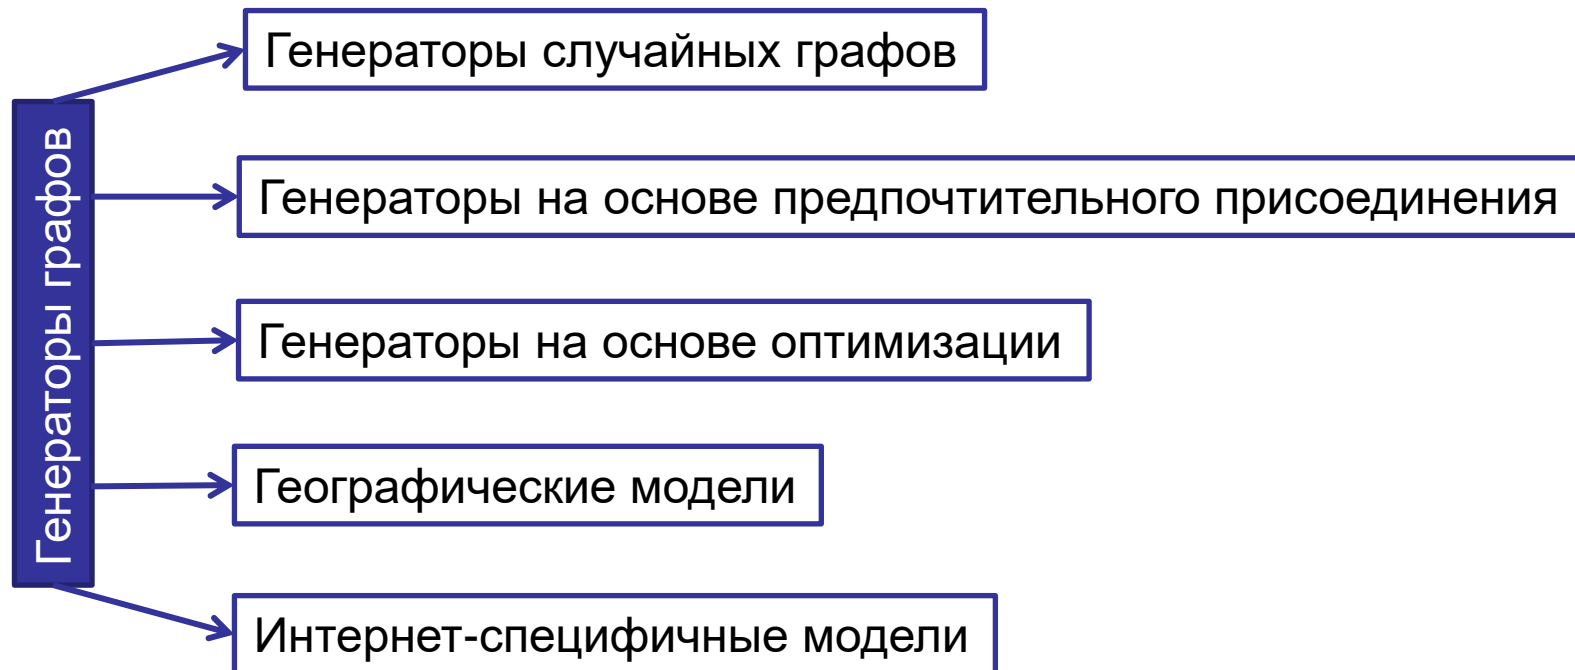 Генераторы графов
Генераторы случайных графов
Генераторы на основе предпочтительного присоединения
Генераторы на основе оптимизации
Географические модели
Интернет-специфичные модели